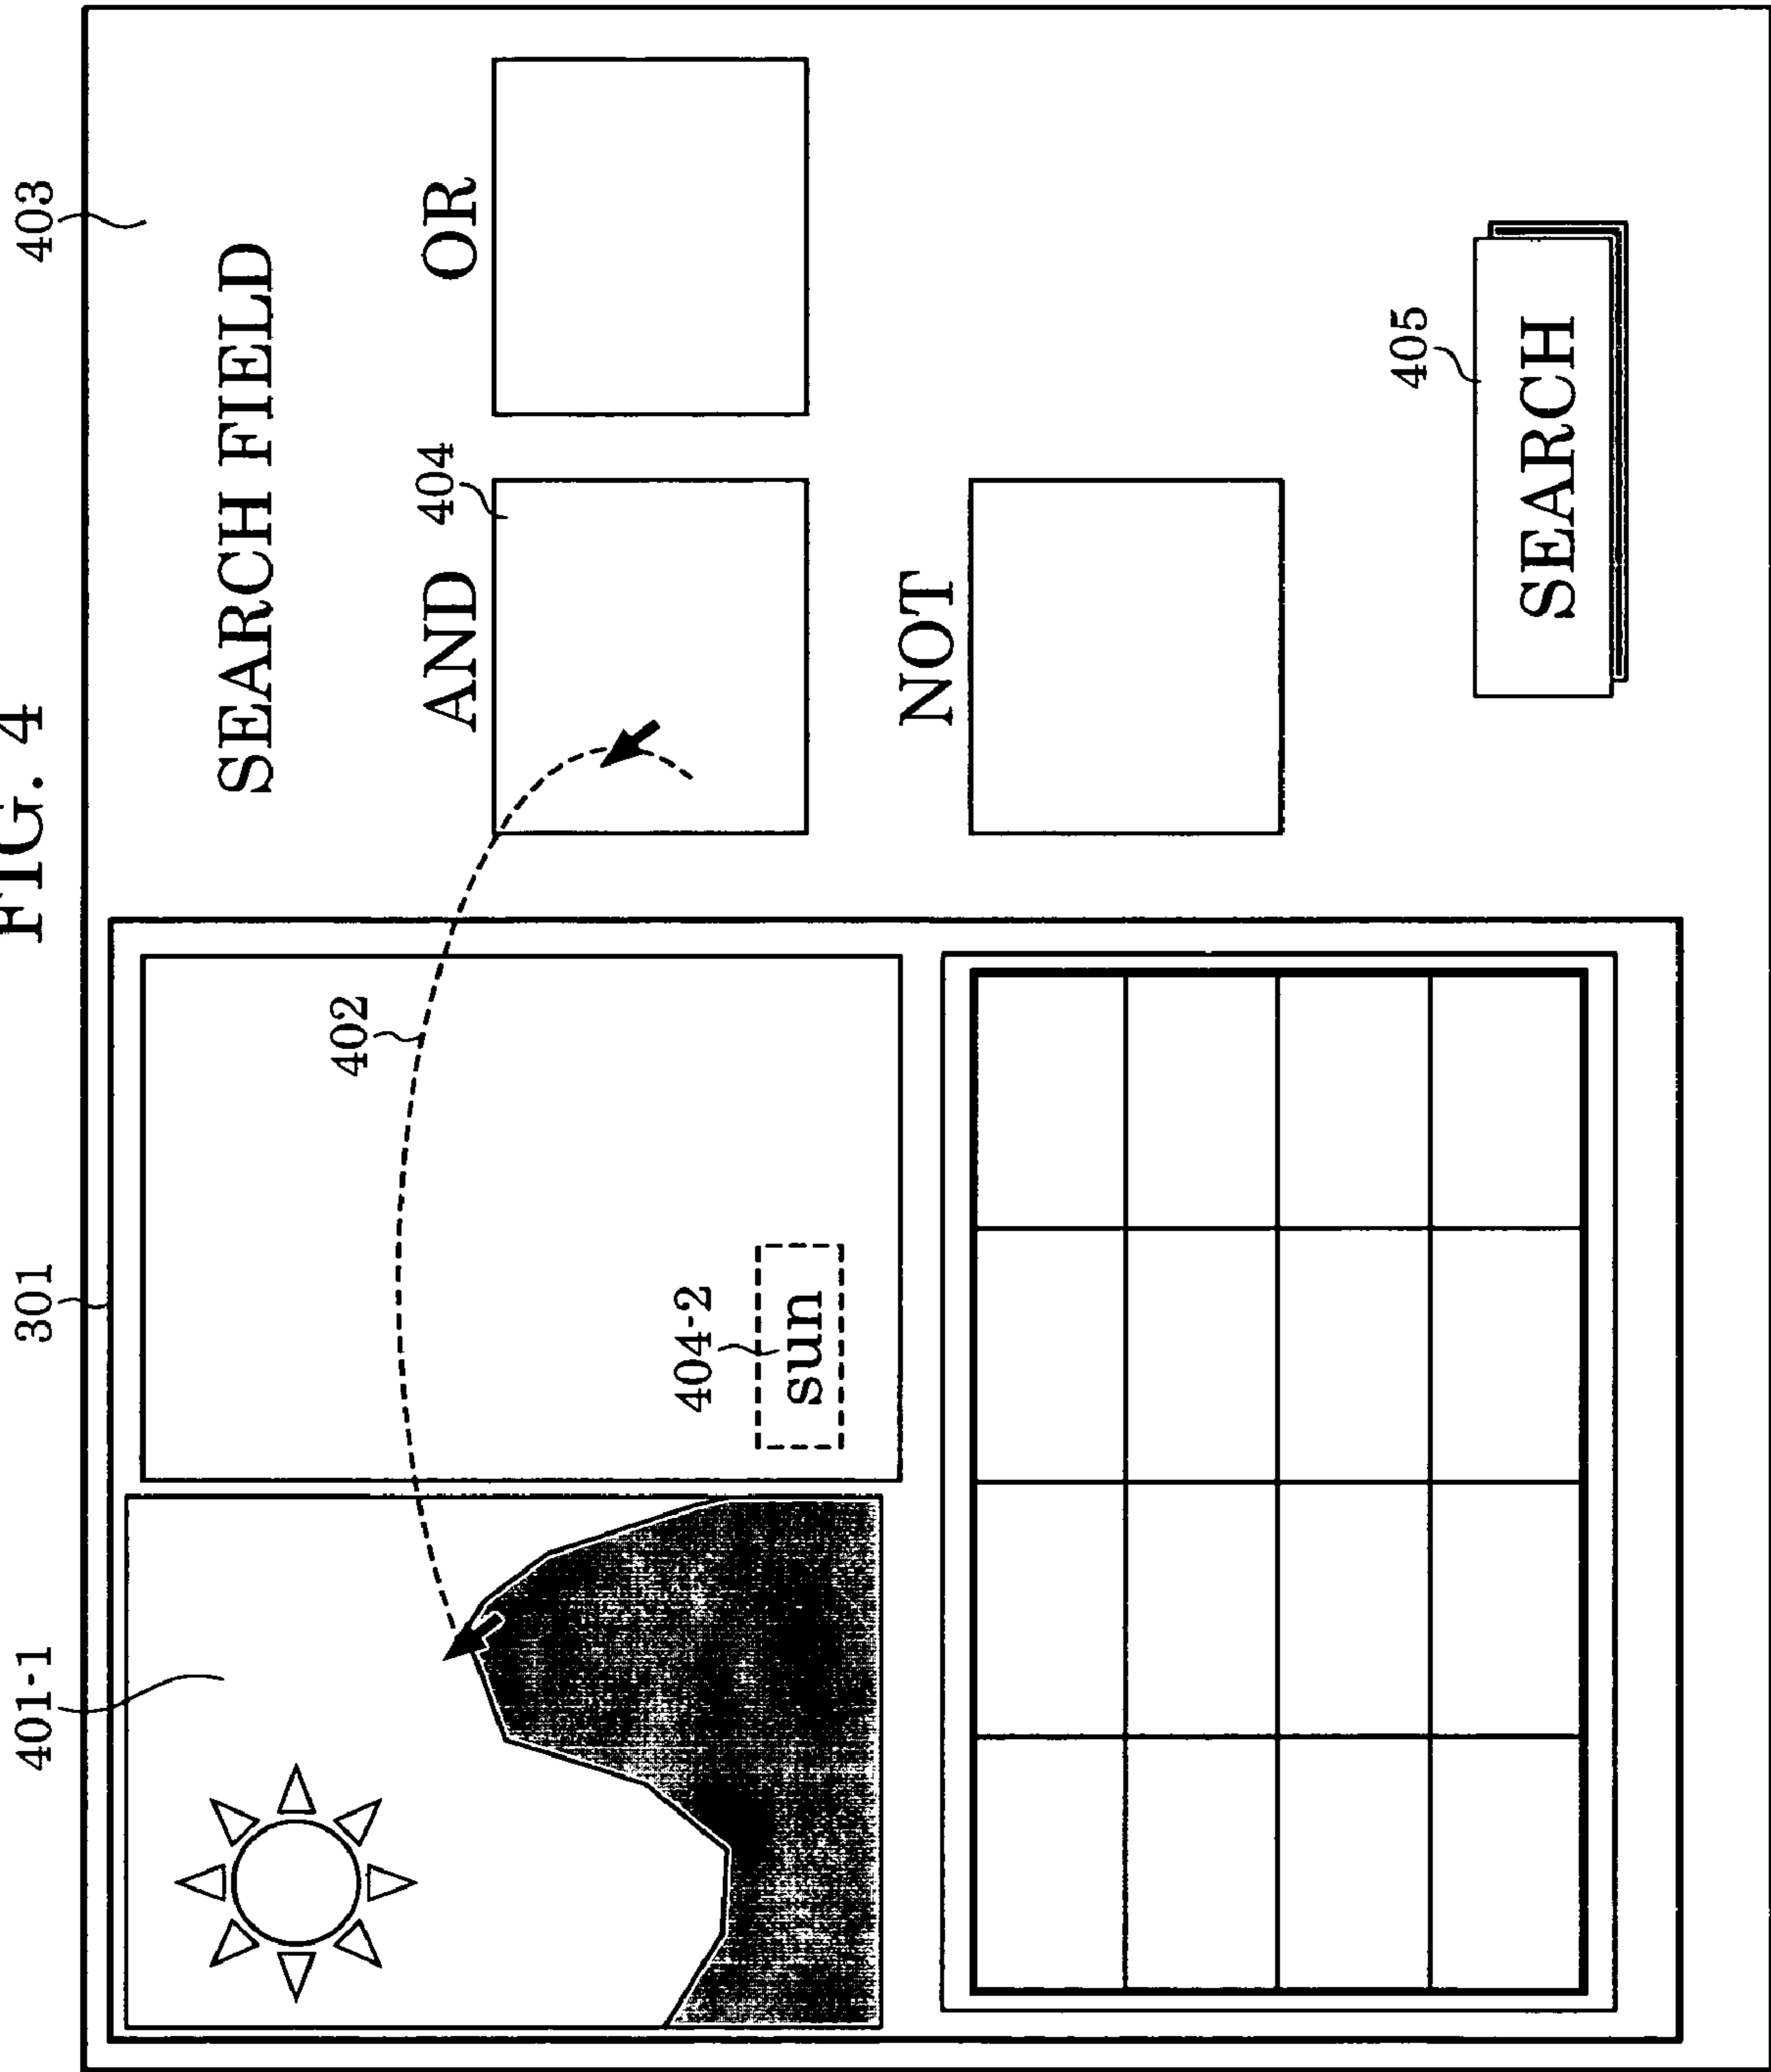 FIG. 4
401-1
301
403
SEARCH FIELD
402
AND
404
OR
404-2
sun
NOT
405
SEARCH